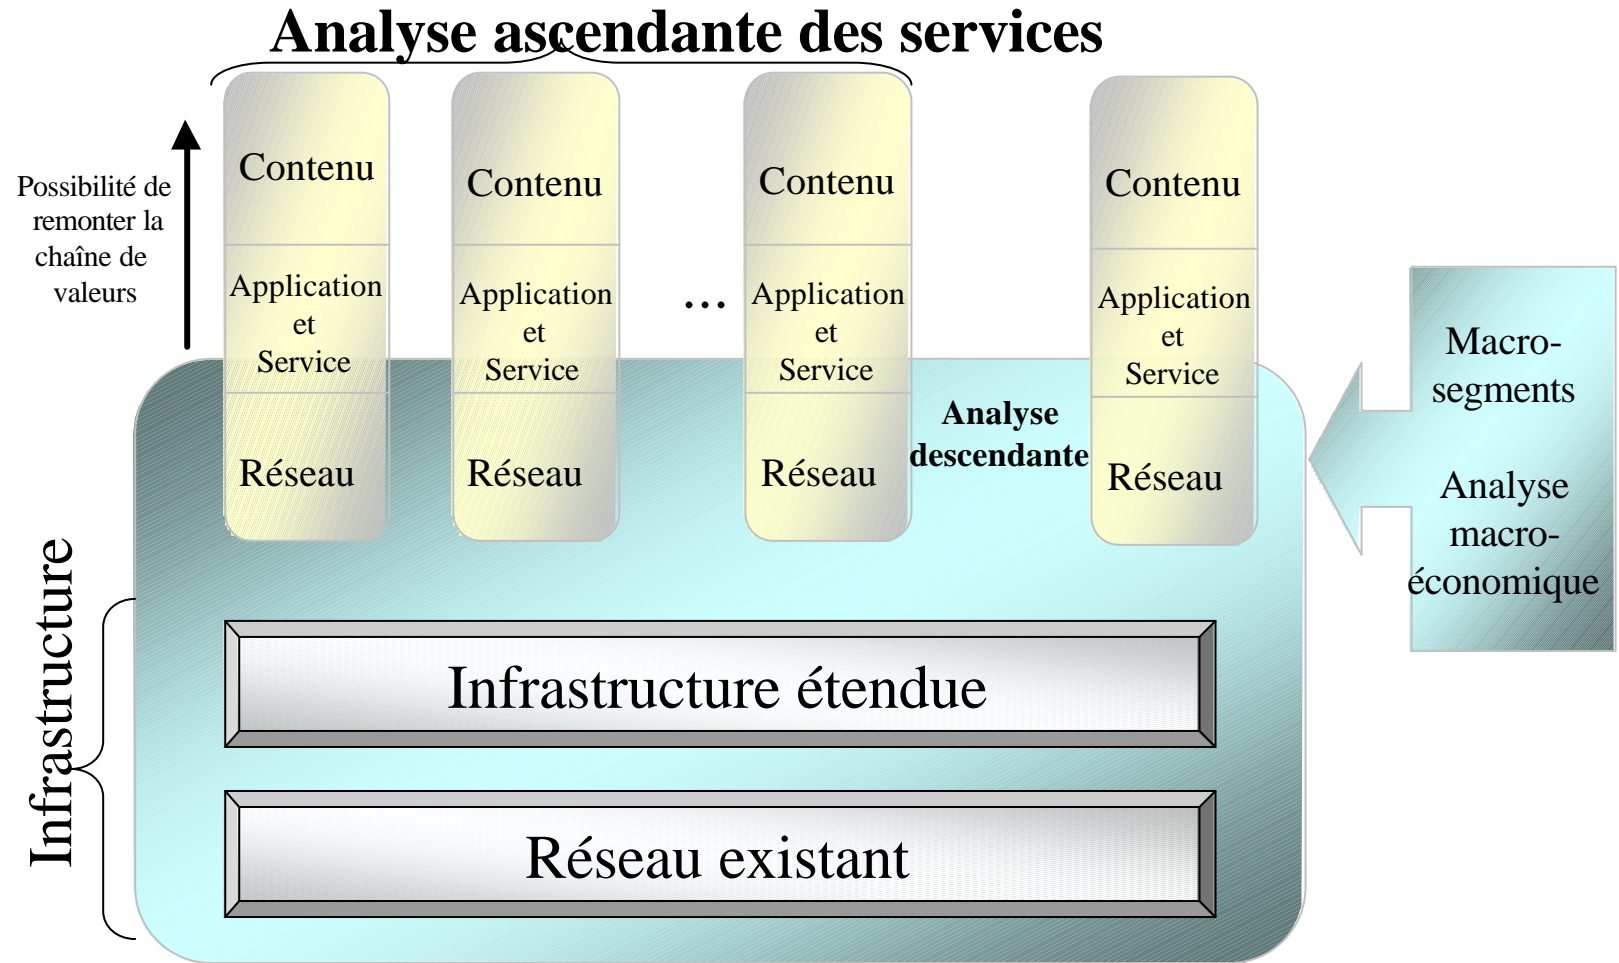 Analyse ascendante des services
Possibilité de
remonter la
chaîne de
valeurs
Contenu
Application
et
Service
Réseau
Contenu
Application
et
Service
Réseau
...
Contenu
Application
et
Service
Réseau
Analyse
descendante
Contenu
Application
et
Service
Réseau
Macro-
segments
Analyse
macro-
économique
Infrastructure
Infrastructure étendue
Réseau existant